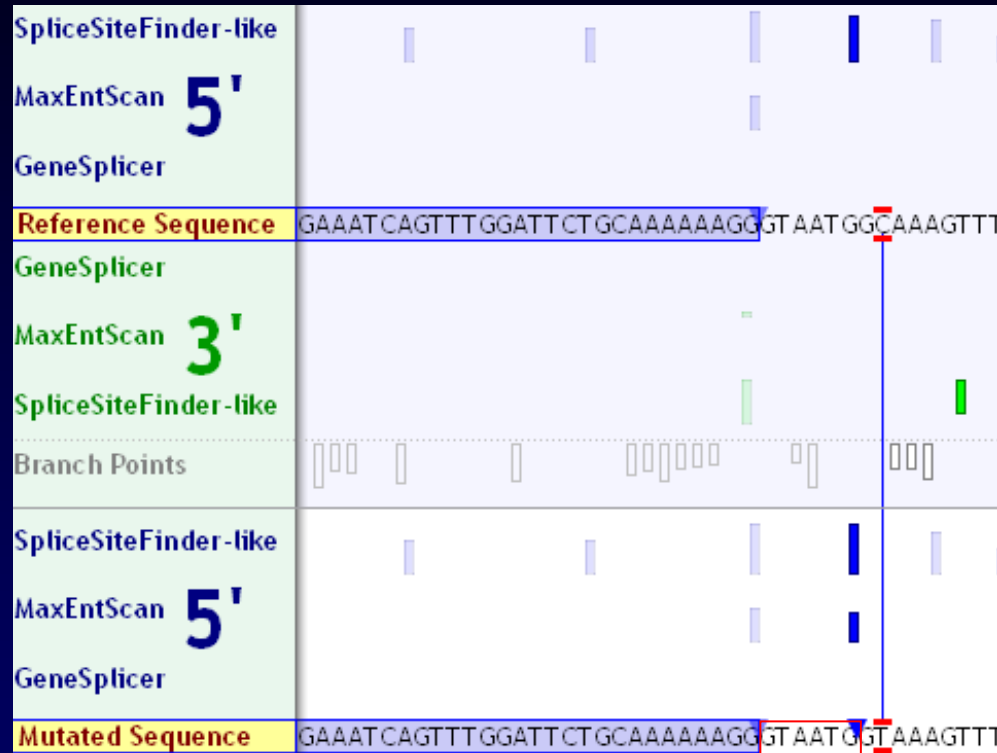 SpliceSiteFinder-like
MaxEntScan 5'
GeneSplicer
Reference Sequence GAAATCAGTTTGGATTCTGCAAAAAAGGGTAATGGCAAAGTTT
GeneSplicer
MaxEntScan 3'
SpliceSiteFinder-like
Branch Points
SpliceSiteFinder-like
MaxEntScan 5'
GeneSplicer
Mutated Sequence GAAATCAGTTTGGATTCTGCAAAAAAGGGTAATGGTAAAGTTT